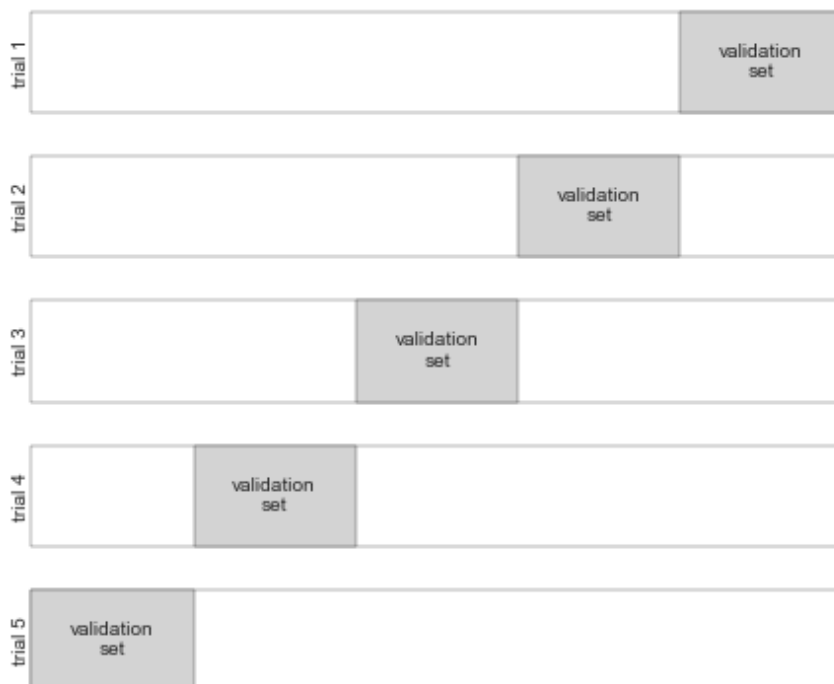 trial 1
validation
set
trial 2
validation
set
trial 3
validation
set
trial 4
validation
set
trial 5
validation
set